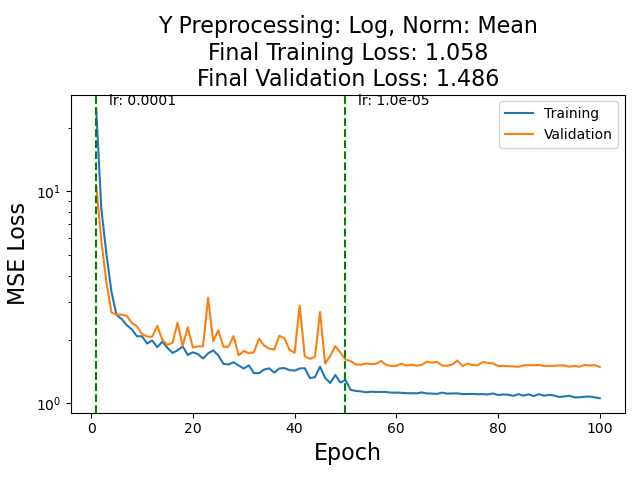 Y Preprocessing: Log, Norm: Mean
Final Training Loss: 1.058
Final Validation Loss: 1.486
lr: 0.0001
lr: 1.0e-05
Training
Validation
10¹
10⁰
MSE Loss
0
20
40
60
80
100
Epoch